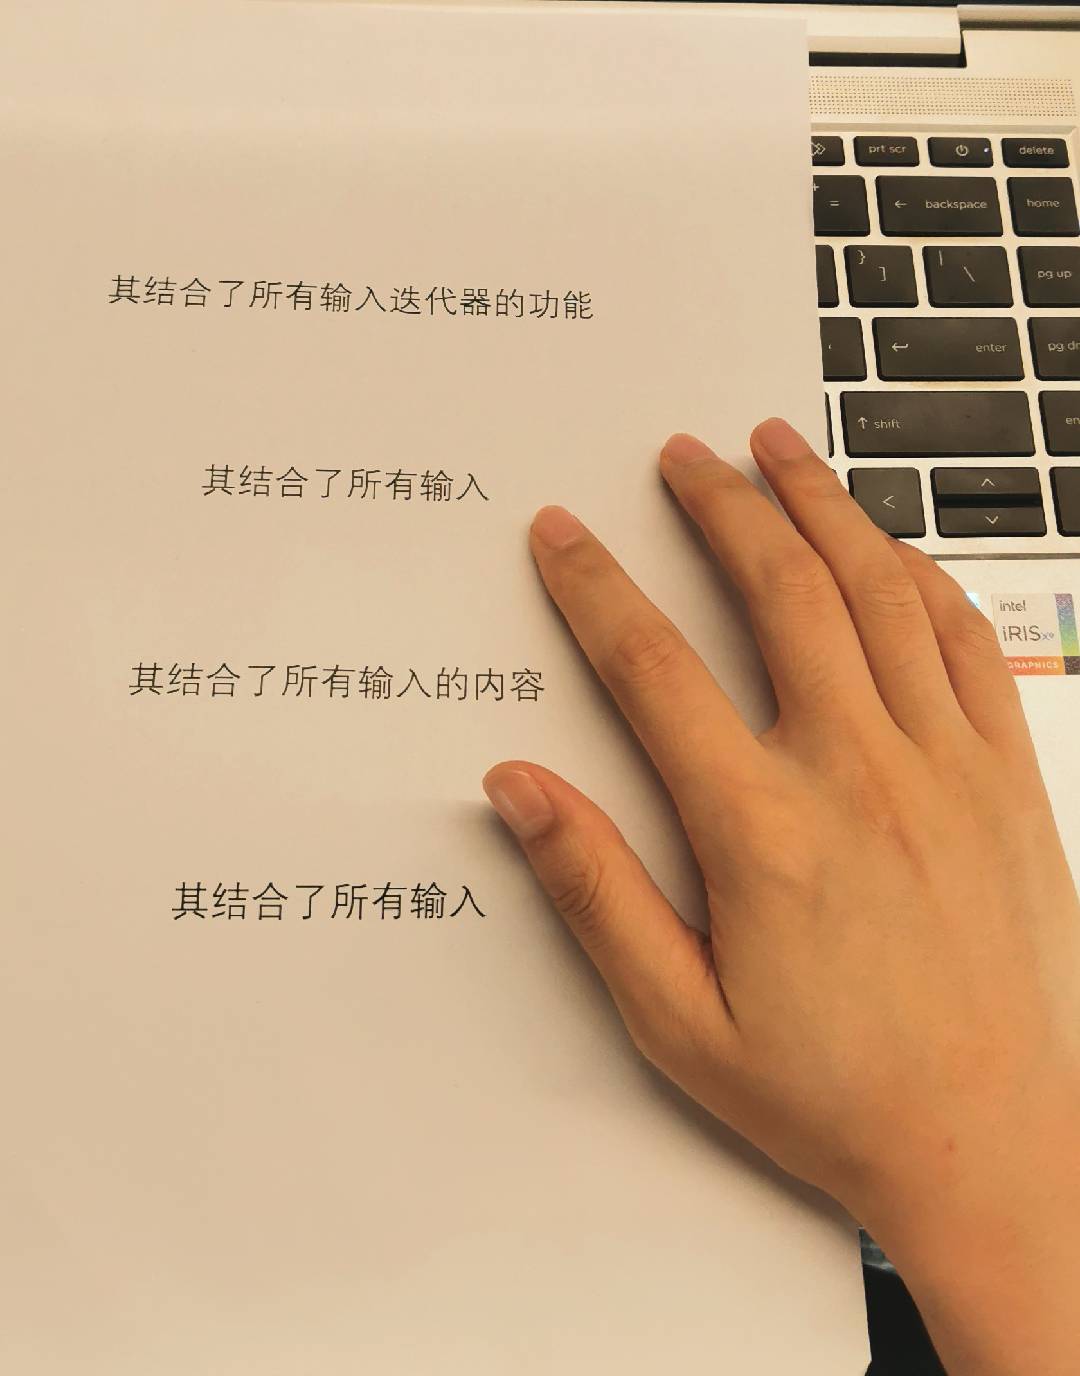 其结合了所有输入迭代器的功能
其结合了所有输入
其结合了所有输入的内容
其结合了所有输入
prt scr
delete
+
=
← backspace
home
}
]
|
\
pg up
← enter
pg
↑ shift
<
intel
iRIS xe
GRAPHICS